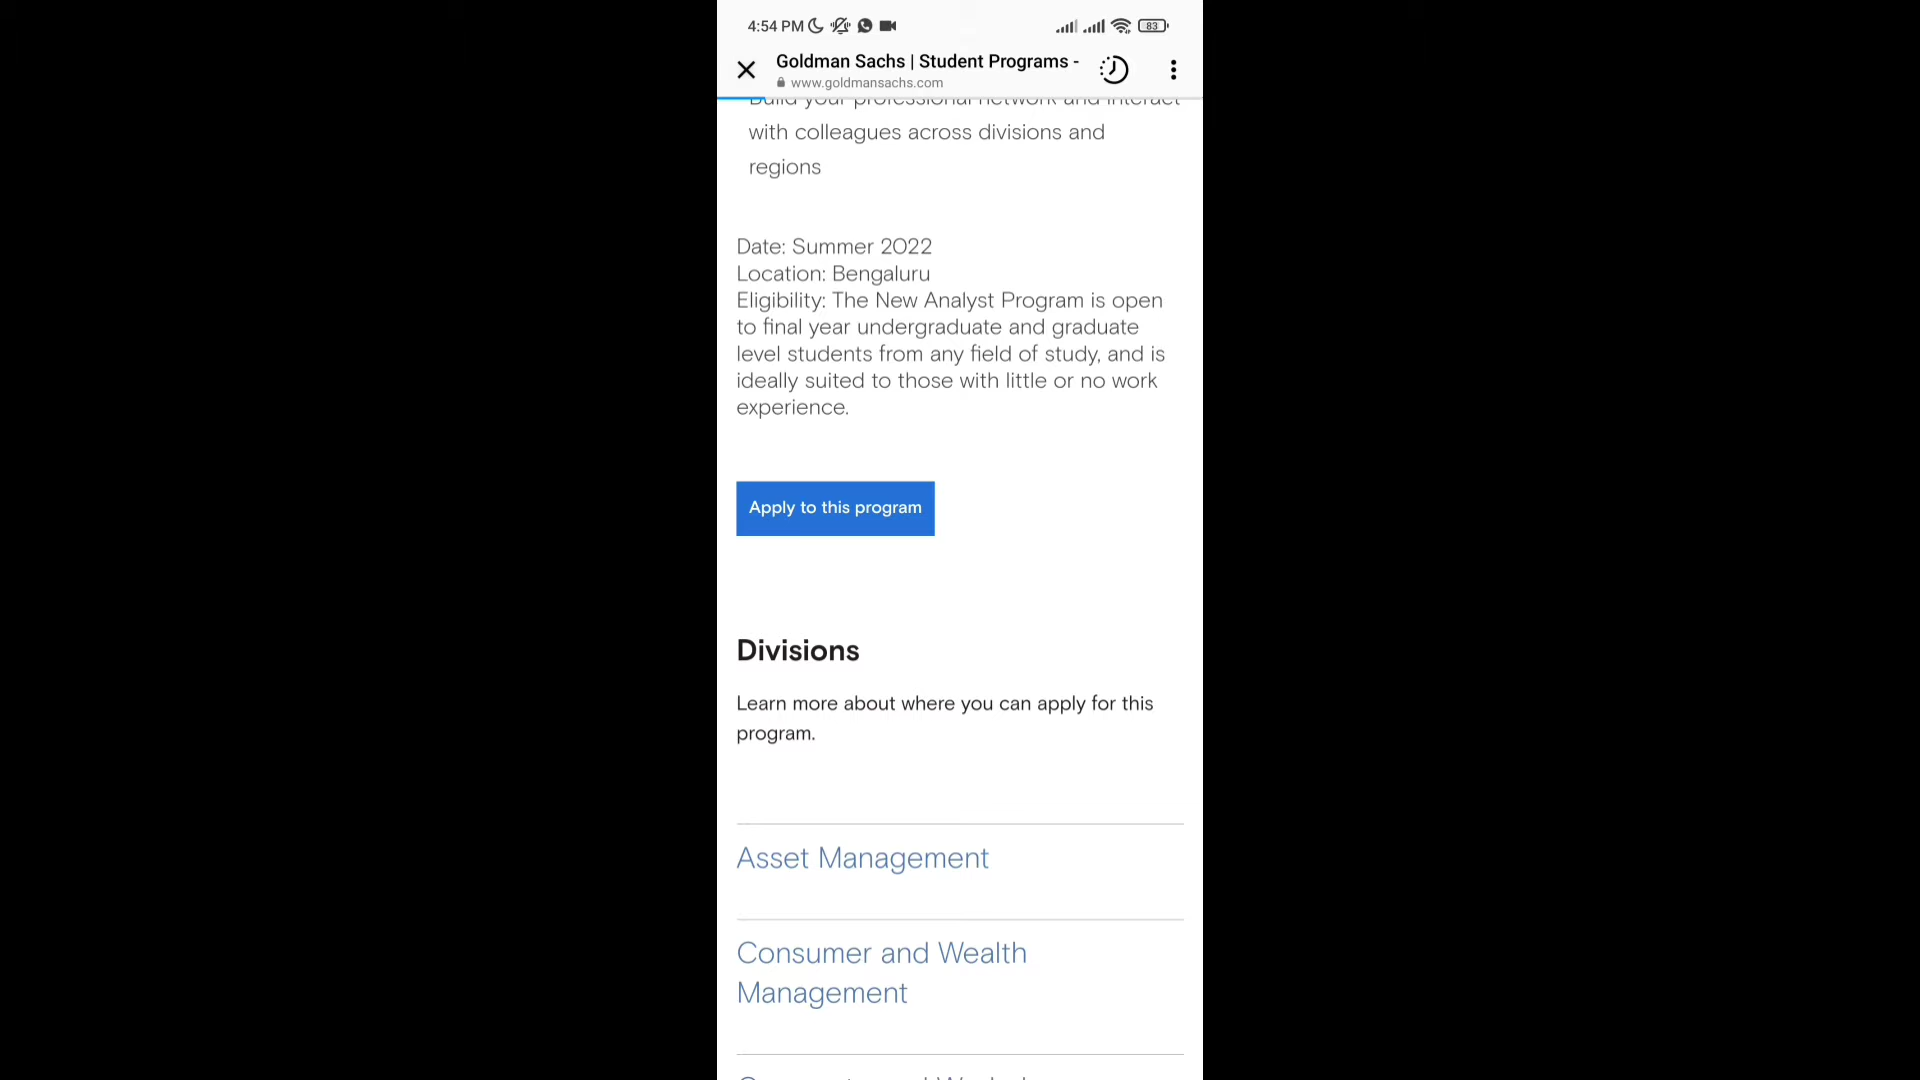 4:54 PM
83
Goldman Sachs | Student Programs -
www.goldmansachs.com
Build your professional network and interact
with colleagues across divisions and
regions
Date: Summer 2022
Location: Bengaluru
Eligibility: The New Analyst Program is open
to final year undergraduate and graduate
level students from any field of study, and is
ideally suited to those with little or no work
experience.
Apply to this program
Divisions
Learn more about where you can apply for this
program.
Asset Management
Consumer and Wealth
Management